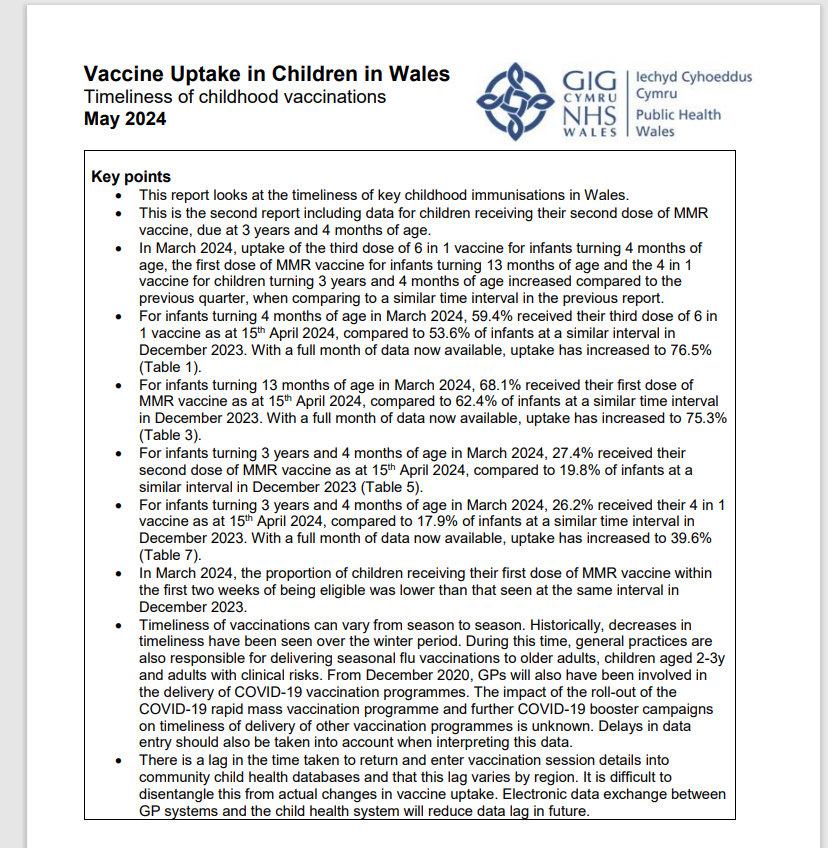 Vaccine Uptake in Children in Wales
Timeliness of childhood vaccinations
May 2024
GIG
CYMRU
NHS
WALES
Iechyd Cyhoeddus
Cymru
Public Health
Wales
Key points
• This report looks at the timeliness of key childhood immunisations in Wales.
• This is the second report including data for children receiving their second dose of MMR
vaccine, due at 3 years and 4 months of age.
• In March 2024, uptake of the third dose of 6 in 1 vaccine for infants turning 4 months of
age, the first dose of MMR vaccine for infants turning 13 months of age and the 4 in 1
vaccine for children turning 3 years and 4 months of age increased compared to the
previous quarter, when comparing to a similar time interval in the previous report.
• For infants turning 4 months of age in March 2024, 59.4% received their third dose of 6 in
1 vaccine as at 15th April 2024, compared to 53.6% of infants at a similar interval in
December 2023. With a full month of data now available, uptake has increased to 76.5%
(Table 1).
• For infants turning 13 months of age in March 2024, 68.1% received their first dose of
MMR vaccine as at 15th April 2024, compared to 62.4% of infants at a similar time interval
in December 2023. With a full month of data now available, uptake has increased to 75.3%
(Table 3).
• For infants turning 3 years and 4 months of age in March 2024, 27.4% received their
second dose of MMR vaccine as at 15th April 2024, compared to 19.8% of infants at a
similar interval in December 2023 (Table 5).
• For infants turning 3 years and 4 months of age in March 2024, 26.2% received their 4 in 1
vaccine as at 15th April 2024, compared to 17.9% of infants at a similar time interval in
December 2023. With a full month of data now available, uptake has increased to 39.6%
(Table 7).
• In March 2024, the proportion of children receiving their first dose of MMR vaccine within
the first two weeks of being eligible was lower than that seen at the same interval in
December 2023.
• Timeliness of vaccinations can vary from season to season. Historically, decreases in
timeliness have been seen over the winter period. During this time, general practices are
also responsible for delivering seasonal flu vaccinations to older adults, children aged 2-3y
and adults with clinical risks. From December 2020, GPs will also have been involved in
the delivery of COVID-19 vaccination programmes. The impact of the roll-out of the
COVID-19 rapid mass vaccination programme and further COVID-19 booster campaigns
on timeliness of delivery of other vaccination programmes is unknown. Delays in data
entry should also be taken into account when interpreting this data.
• There is a lag in the time taken to return and enter vaccination session details into
community child health databases and that this lag varies by region. It is difficult to
disentangle this from actual changes in vaccine uptake. Electronic data exchange between
GP systems and the child health system will reduce data lag in future.